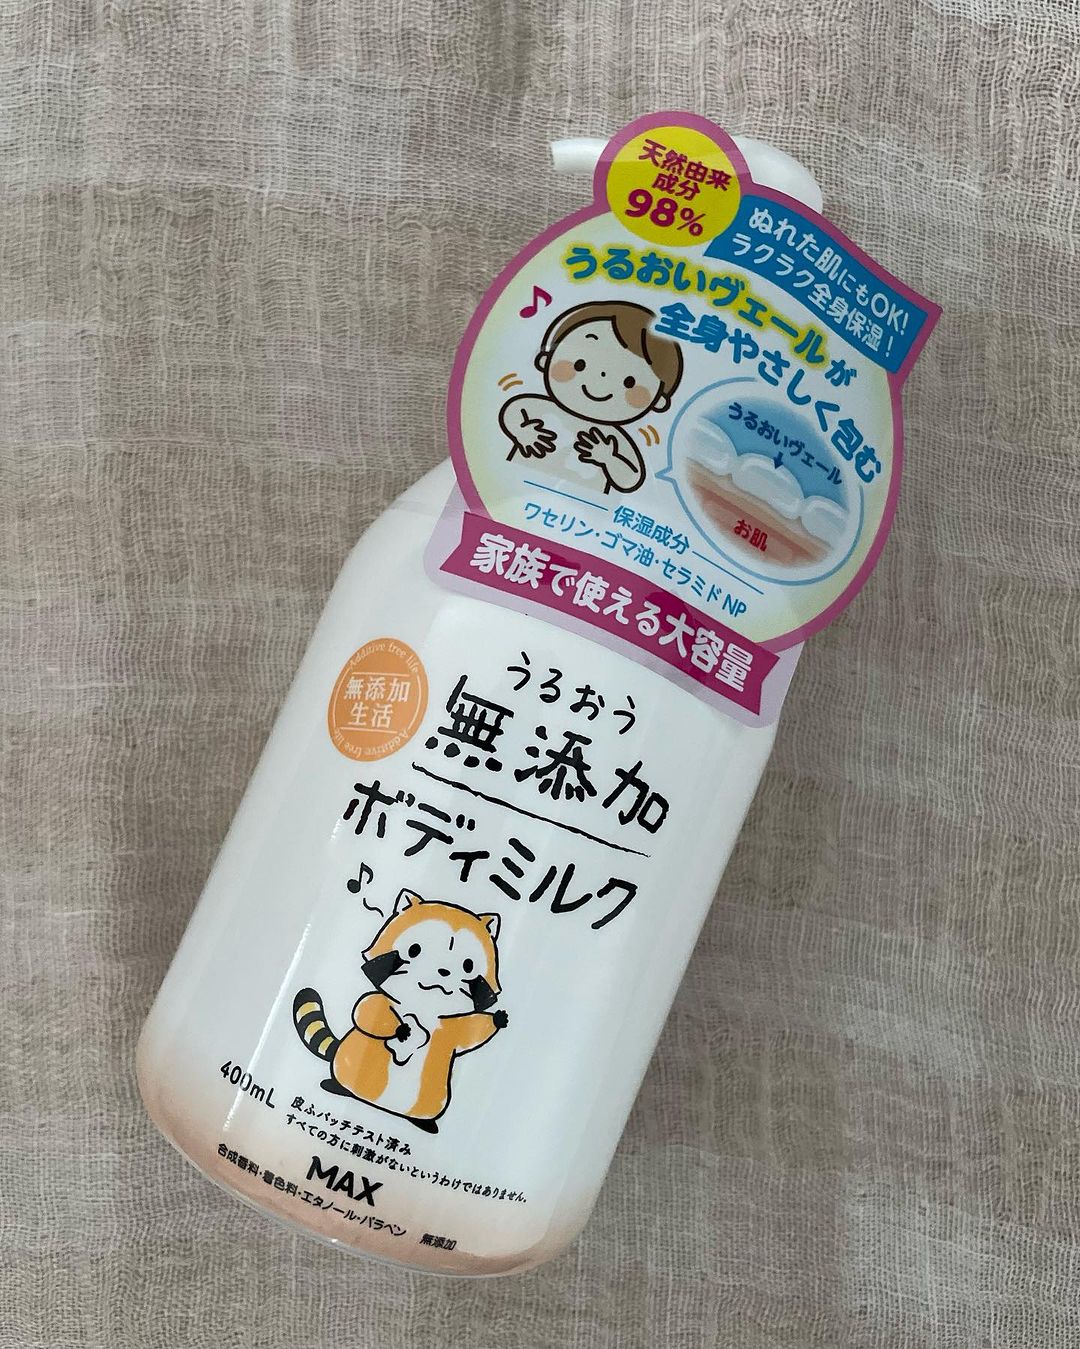 天然由来
成分
98%
ぬれた肌にもOK!
ラクラク全身保湿!
うるおいヴェールが
全身やさしく包む
うるおいヴェール
お肌
保湿成分
ワセリン・ゴマ油・セラミドNP
家族で使える大容量
Additive free life
無添加
生活
Additive free life
うるおう
無添加
ボディミルク
400mL
皮ふパッチテスト済み
すべての方に刺激がないというわけではありません。
MAX
合成香料・着色料・エタノール・パラベン 無添加